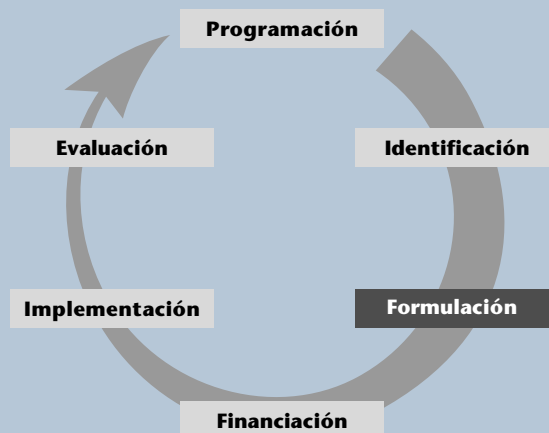 Programación
Evaluación
Identificación
Implementación
Formulación
Financiación